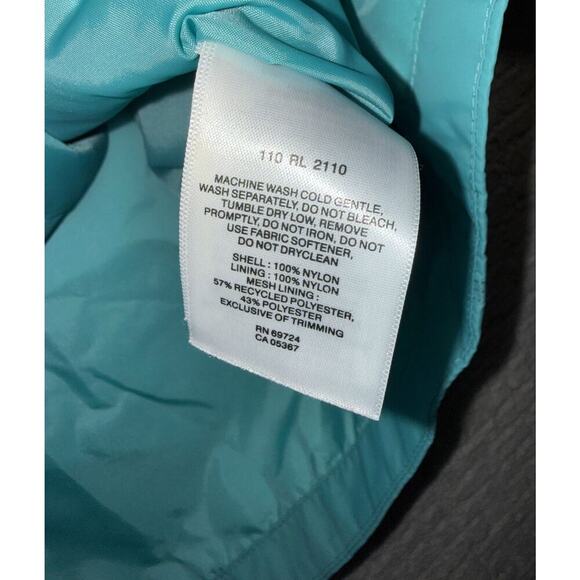 110 RL 2110
MACHINE WASH COLD GENTLE,
WASH SEPARATELY, DO NOT BLEACH,
TUMBLE DRY LOW, REMOVE
PROMPTLY, DO NOT IRON, DO NOT
USE FABRIC SOFTENER,
DO NOT DRYCLEAN
SHELL : 100% NYLON
LINING : 100% NYLON
MESH LINING :
57% RECYCLED POLYESTER,
43% POLYESTER
EXCLUSIVE OF TRIMMING
RN 69724
CA 05367